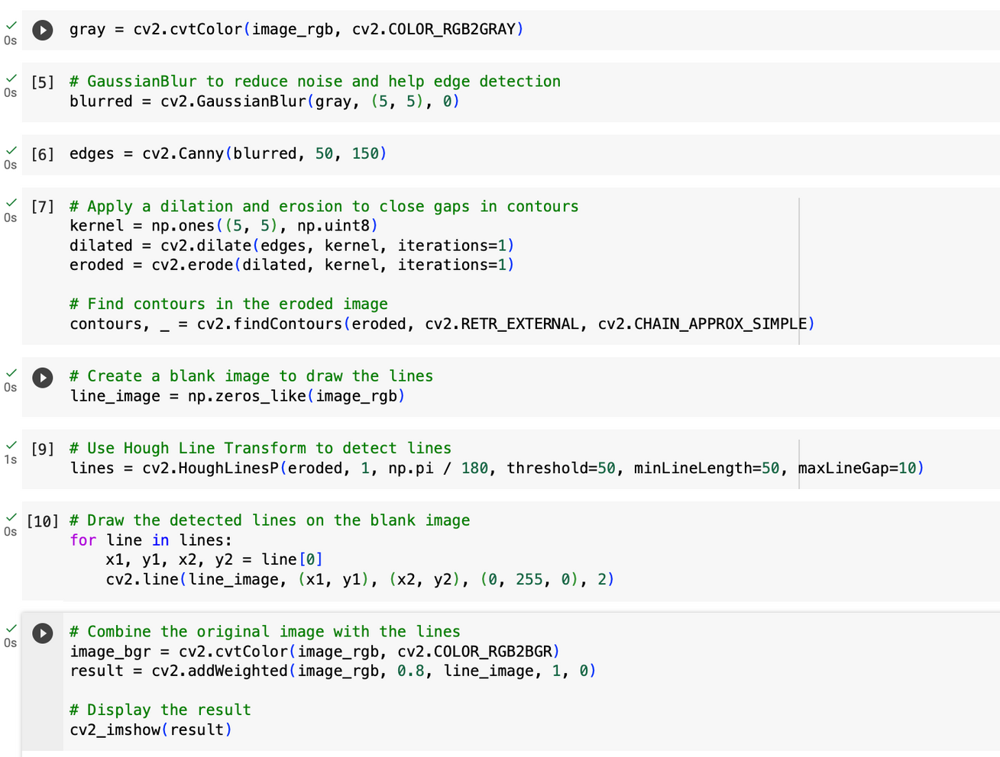 0s gray = cv2.cvtColor(image_rgb, cv2.COLOR_RGB2GRAY)
0s [5] # GaussianBlur to reduce noise and help edge detection
blurred = cv2.GaussianBlur(gray, (5, 5), 0)
0s [6] edges = cv2.Canny(blurred, 50, 150)
0s [7] # Apply a dilation and erosion to close gaps in contours
kernel = np.ones((5, 5), np.uint8)
dilated = cv2.dilate(edges, kernel, iterations=1)
eroded = cv2.erode(dilated, kernel, iterations=1)
# Find contours in the eroded image
contours, _ = cv2.findContours(eroded, cv2.RETR_EXTERNAL, cv2.CHAIN_APPROX_SIMPLE)
0s # Create a blank image to draw the lines
line_image = np.zeros_like(image_rgb)
1s [9] # Use Hough Line Transform to detect lines
lines = cv2.HoughLinesP(eroded, 1, np.pi / 180, threshold=50, minLineLength=50, maxLineGap=10)
0s [10] # Draw the detected lines on the blank image
for line in lines:
    x1, y1, x2, y2 = line[0]
    cv2.line(line_image, (x1, y1), (x2, y2), (0, 255, 0), 2)
0s # Combine the original image with the lines
image_bgr = cv2.cvtColor(image_rgb, cv2.COLOR_RGB2BGR)
result = cv2.addWeighted(image_rgb, 0.8, line_image, 1, 0)
# Display the result
cv2_imshow(result)